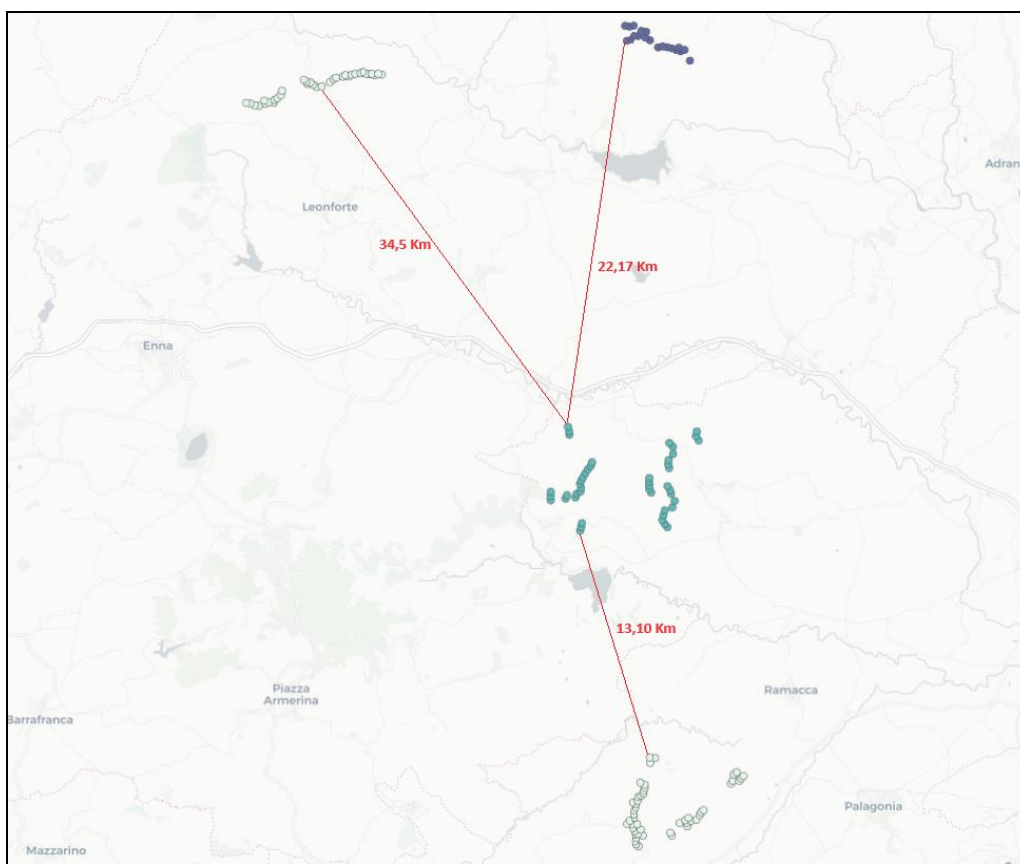 Adran
Leonforte
34,5 Km
22,17 Km
Enna
13,10 Km
Piazza
Armerina
Ramacca
Barrafranca
Palagonia
Mazzarino